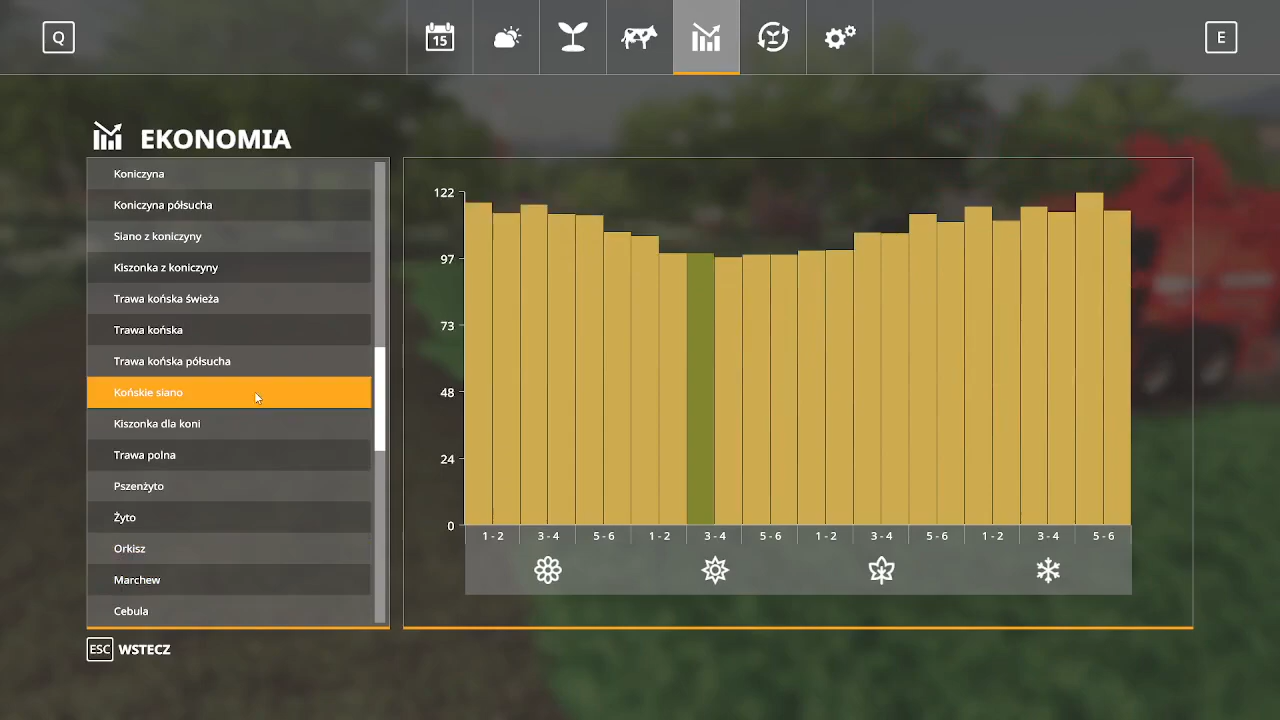 Q
15
E
EKONOMIA
Koniczyna
Koniczyna półsucha
Siano z koniczyny
Kiszonka z koniczyny
Trawa końska świeża
Trawa końska
Trawa końska półsucha
Końskie siano
Kiszonka dla koni
Trawa polna
Pszenżyto
Żyto
Orkisz
Marchew
Cebula
122
97
73
48
24
0
1 - 2 3 - 4 5 - 6 1 - 2 3 - 4 5 - 6 1 - 2 3 - 4 5 - 6 1 - 2 3 - 4 5 - 6
ESC WSTECZ